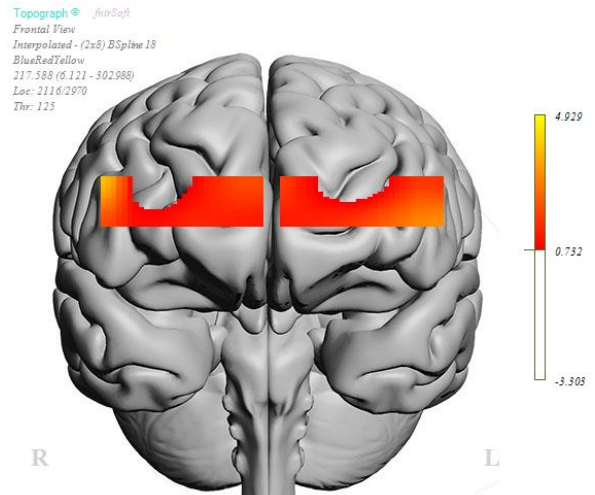 Topograph ® fnirSoft
Frontal View
Interpolated - (2x8) BSpline 18
BlueRedYellow
217.588 (6.121 - 302.988)
Loc: 2116/2970
Thr: 125
4.929
0.732
-3.303
R L